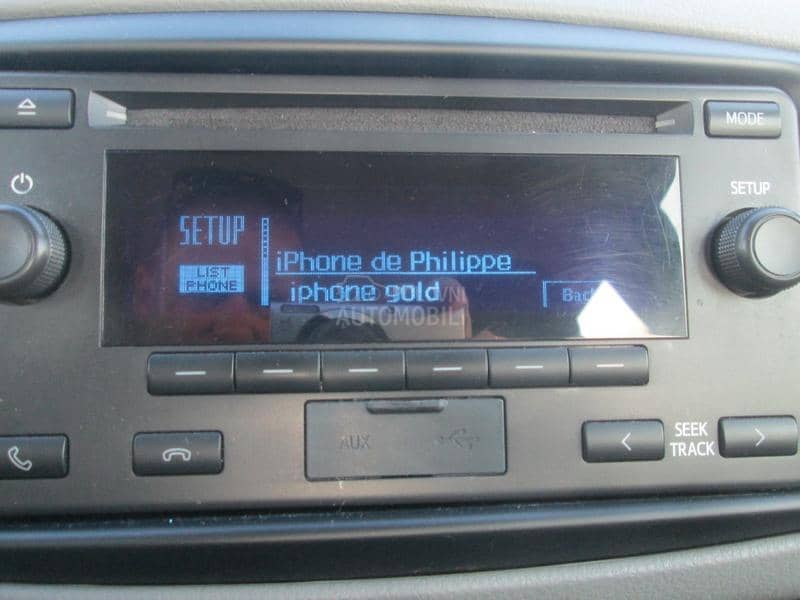 MODE
SETUP
SETUP
LIST
PHONE
iPhone de Philippe
iphone gold
AUTOMOBILI
AUX
SEEK
TRACK